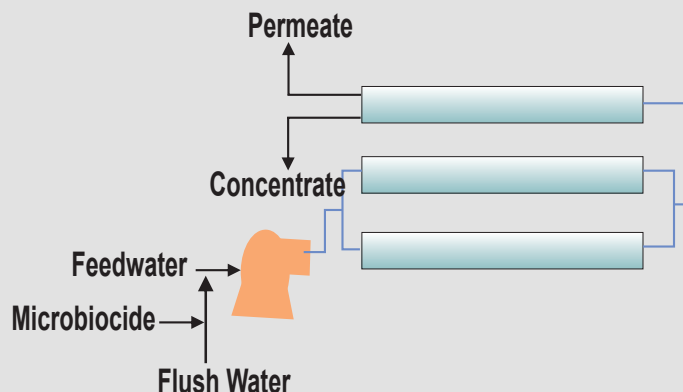 Permeate
Concentrate
Feedwater
Microbiocide
Flush Water